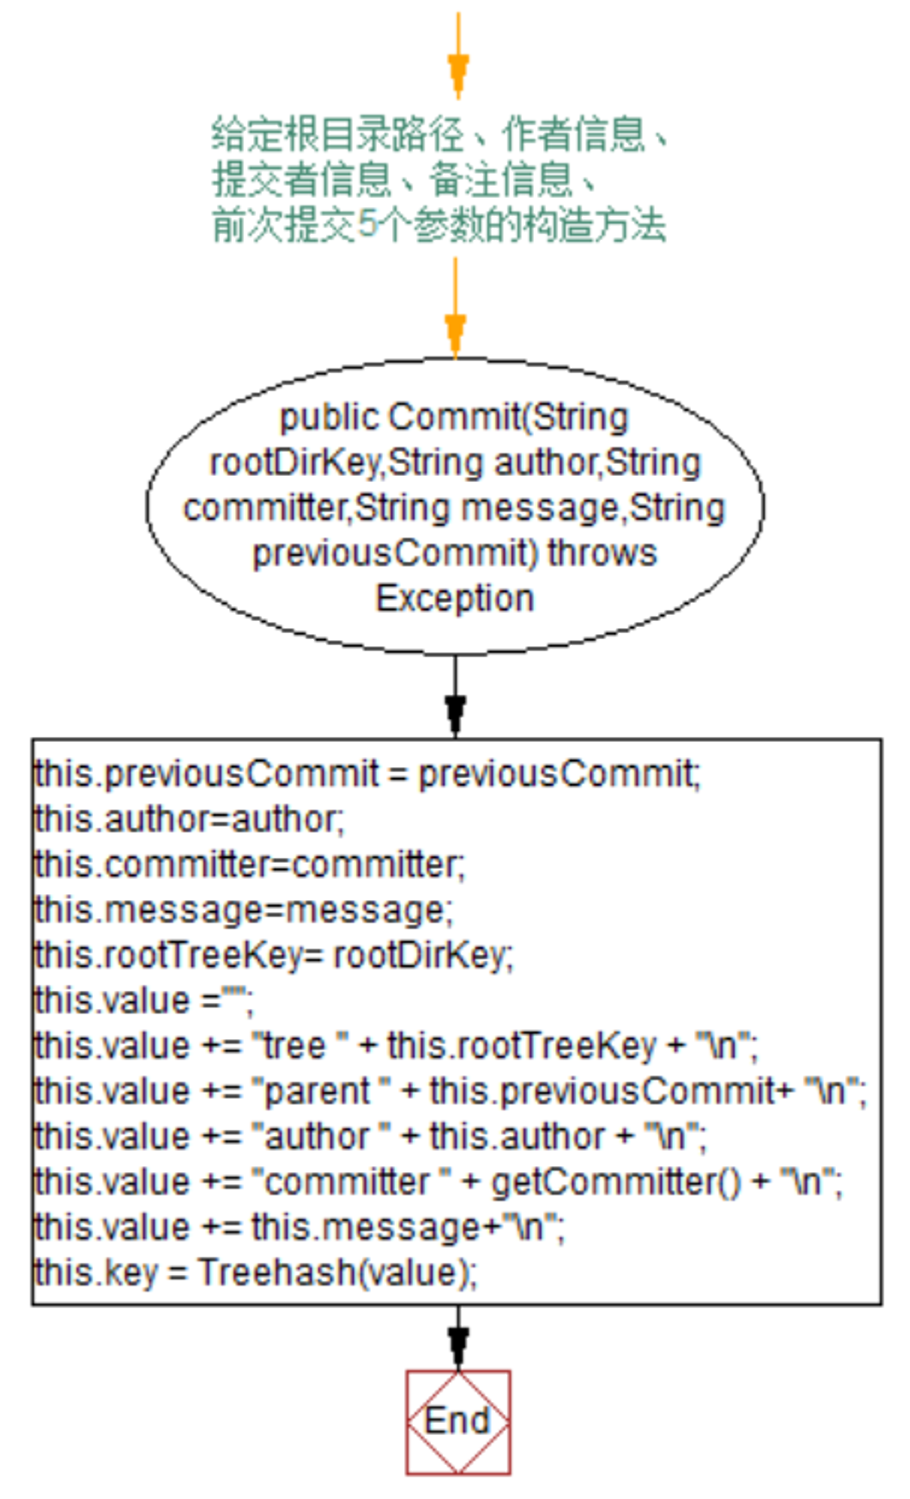 给定根目录路径、作者信息、
提交者信息、备注信息、
前次提交5个参数的构造方法
public Commit(String
rootDirKey,String author,String
committer,String message,String
previousCommit) throws
Exception
this.previousCommit = previousCommit;
this.author=author;
this.committer=committer;
this.message=message;
this.rootTreeKey= rootDirKey;
this.value ="";
this.value += "tree " + this.rootTreeKey + "\n";
this.value += "parent " + this.previousCommit+ "\n";
this.value += "author " + this.author + "\n";
this.value += "committer " + getCommitter() + "\n";
this.value += this.message+"\n";
this.key = Treehash(value);
End